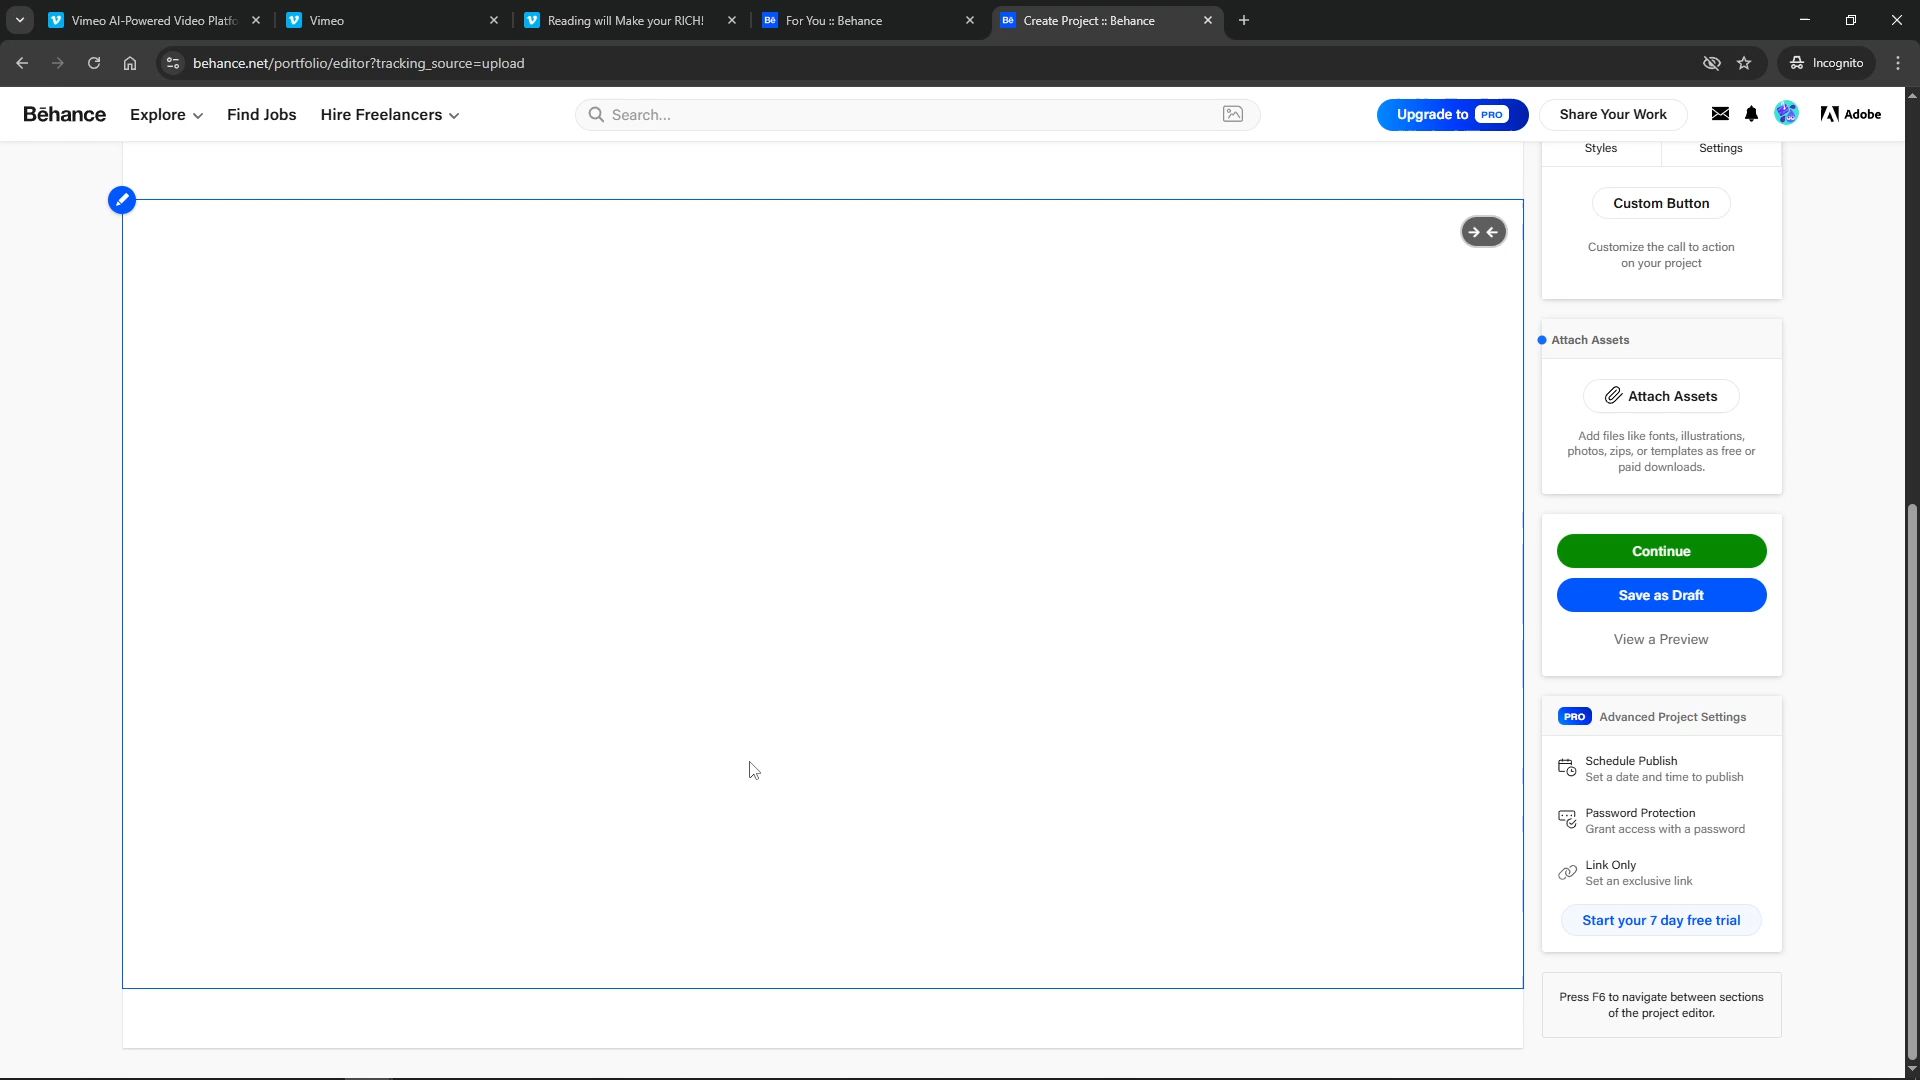 Vimeo AI-Powered Video Platfo
Vimeo
Reading will Make your RICH!
Bē For You :: Behance
Bē Create Project :: Behance
behance.net/portfolio/editor?tracking_source=upload
Incognito
Bēhance
Explore
Find Jobs
Hire Freelancers
Search...
Upgrade to PRO
Share Your Work
Adobe
Styles
Settings
Custom Button
Customize the call to action
on your project
Attach Assets
Attach Assets
Add files like fonts, illustrations,
photos, zips, or templates as free or
paid downloads.
Continue
Save as Draft
View a Preview
PRO Advanced Project Settings
Schedule Publish
Set a date and time to publish
Password Protection
Grant access with a password
Link Only
Set an exclusive link
Start your 7 day free trial
Press F6 to navigate between sections
of the project editor.